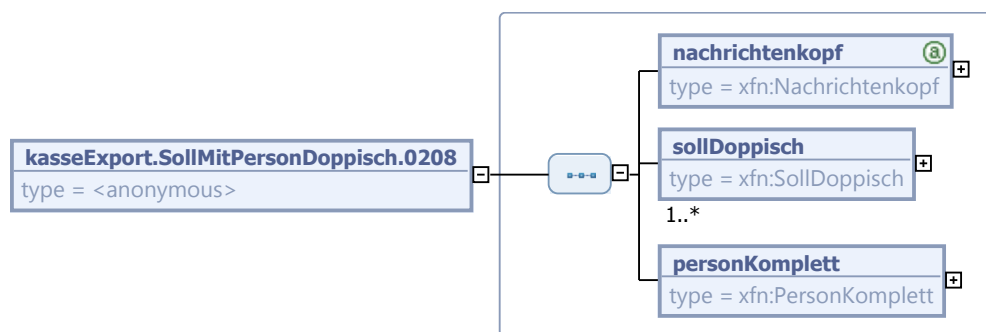 nachrichtenkopf
type = xfn:Nachrichtenkopf
kasseExport.SollMitPersonDoppisch.0208
type = <anonymous>
sollDoppisch
type = xfn:SollDoppisch
1..*
personKomplett
type = xfn:PersonKomplett